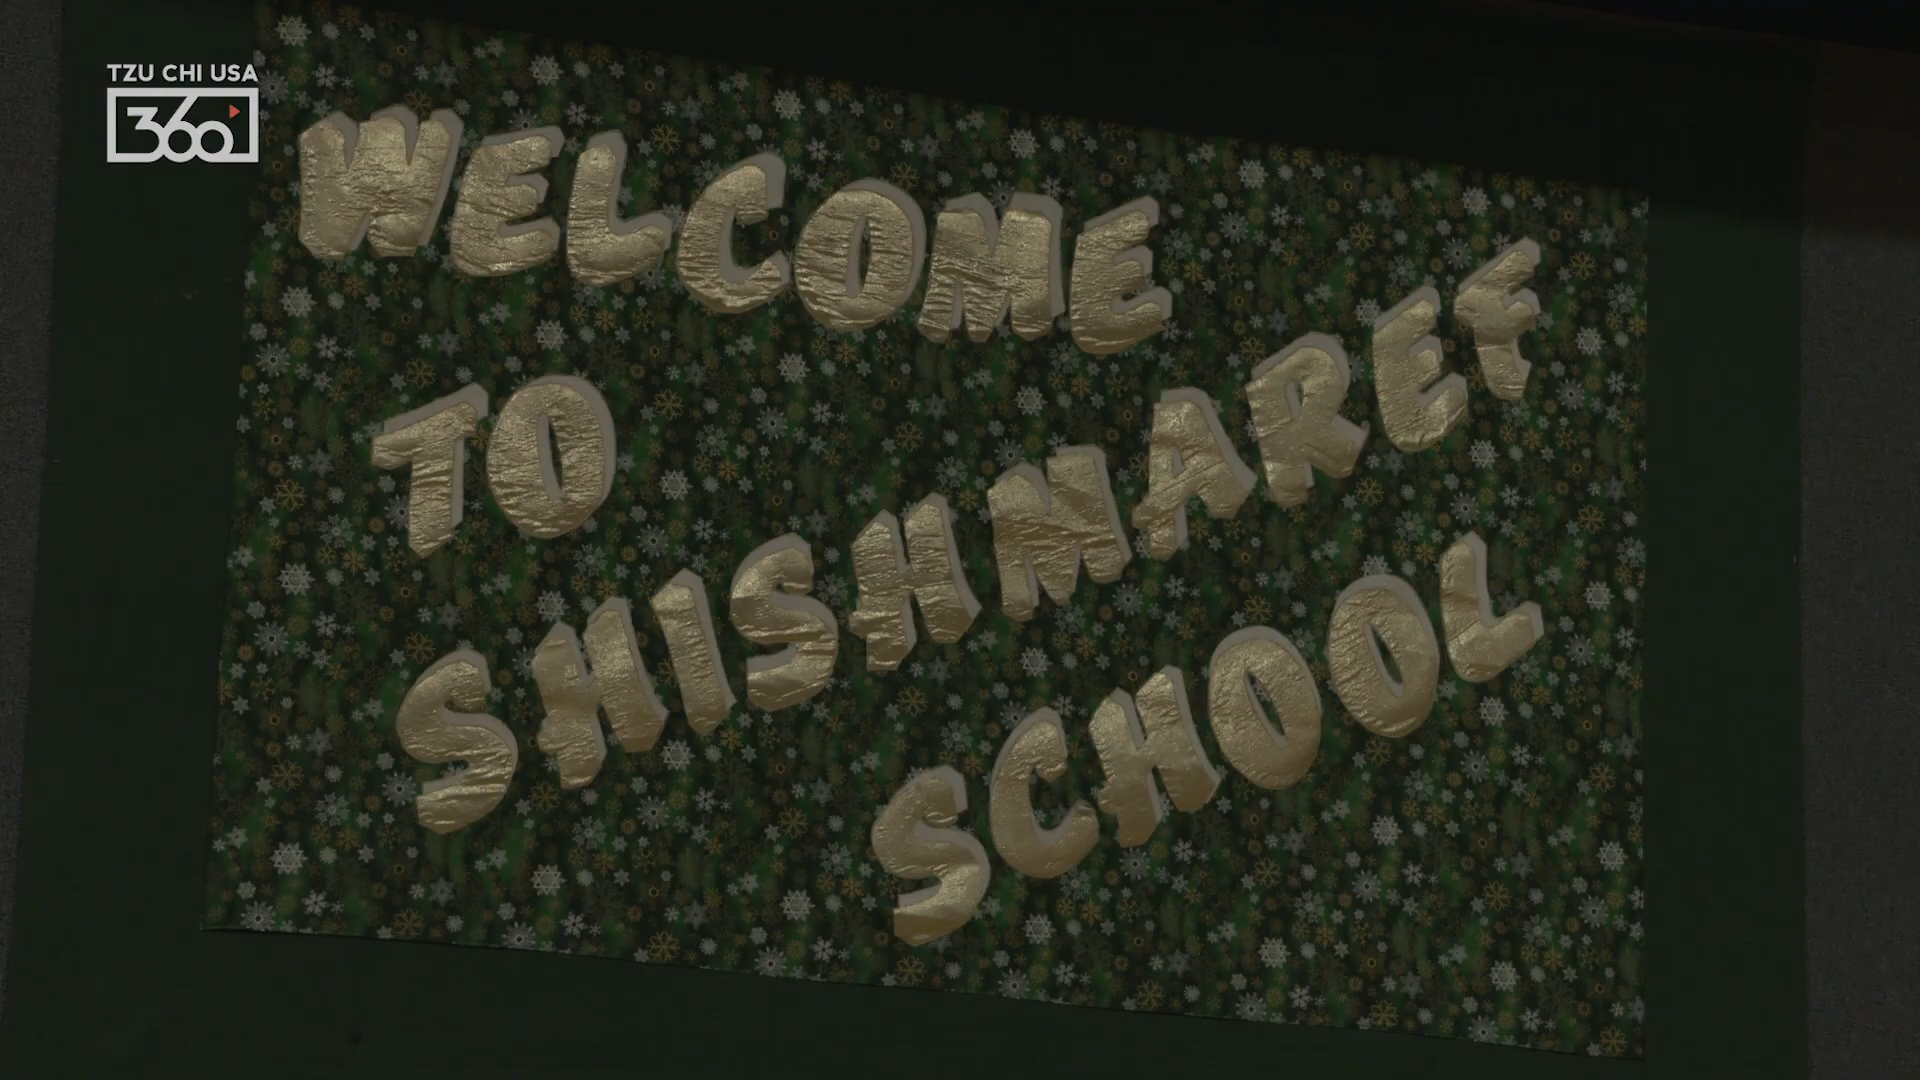 TZU CHI USA
360
WELCOME
TO
SHISHMAREF
SCHOOL